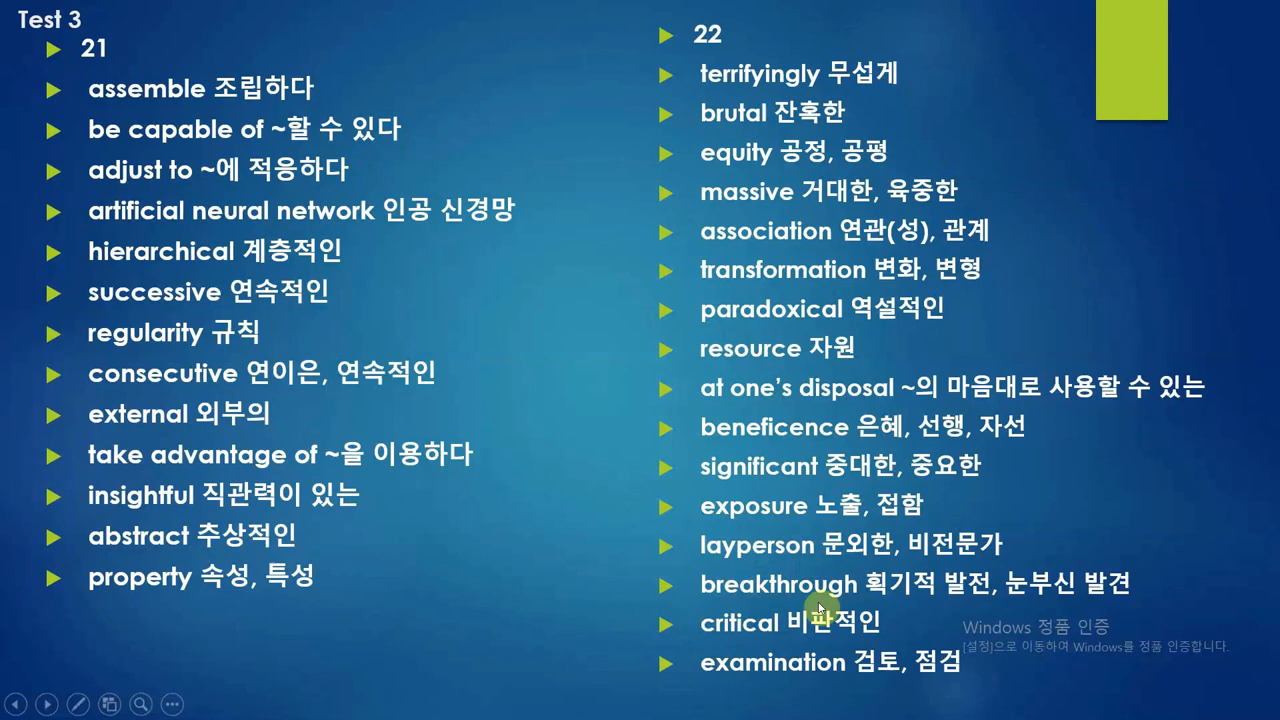 Test 3
21
assemble 조립하다
be capable of ~할 수 있다
adjust to ~에 적응하다
artificial neural network 인공 신경망
hierarchical 계층적인
successive 연속적인
regularity 규칙
consecutive 연이은, 연속적인
external 외부의
take advantage of ~을 이용하다
insightful 직관력이 있는
abstract 추상적인
property 속성, 특성
22
terrifyingly 무섭게
brutal 잔혹한
equity 공정, 공평
massive 거대한, 육중한
association 연관(성), 관계
transformation 변화, 변형
paradoxical 역설적인
resource 자원
at one’s disposal ~의 마음대로 사용할 수 있는
beneficence 은혜, 선행, 자선
significant 중대한, 중요한
exposure 노출, 접함
layperson 문외한, 비전문가
breakthrough 획기적 발전, 눈부신 발견
critical 비판적인
examination 검토, 점검
Windows 정품 인증
[설정]으로 이동하여 Windows를 정품 인증합니다.